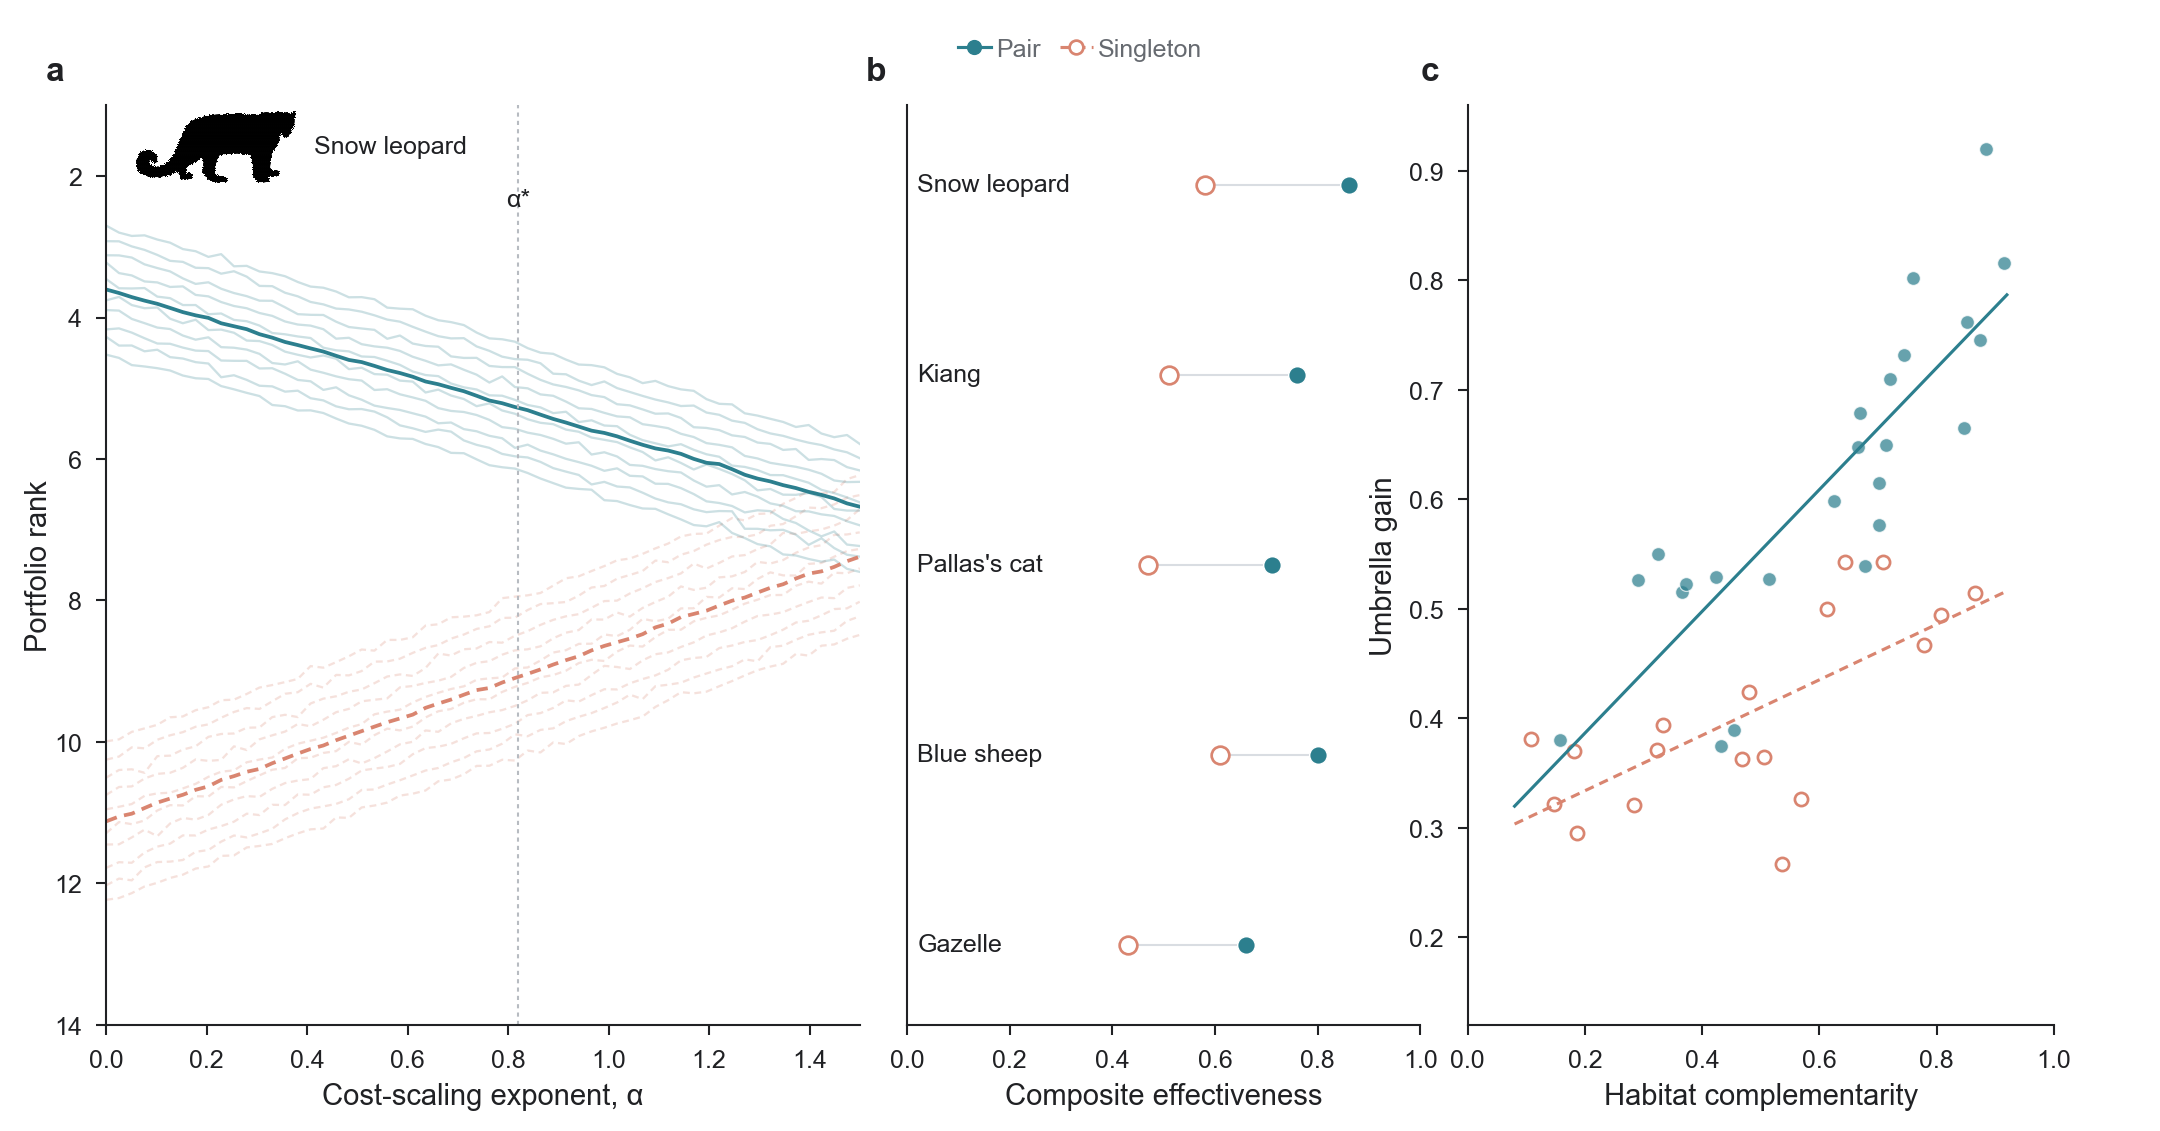 Pair
Singleton
a
Snow leopard
α*
2
4
6
8
10
12
14
Portfolio rank
0.0 0.2 0.4 0.6 0.8 1.0 1.2 1.4
Cost-scaling exponent, α
b
Snow leopard
Kiang
Pallas's cat
Blue sheep
Gazelle
0.0 0.2 0.4 0.6 0.8 1.0
Composite effectiveness
c
0.9
0.8
0.7
0.6
0.5
0.4
0.3
0.2
Umbrella gain
0.0 0.2 0.4 0.6 0.8 1.0
Habitat complementarity